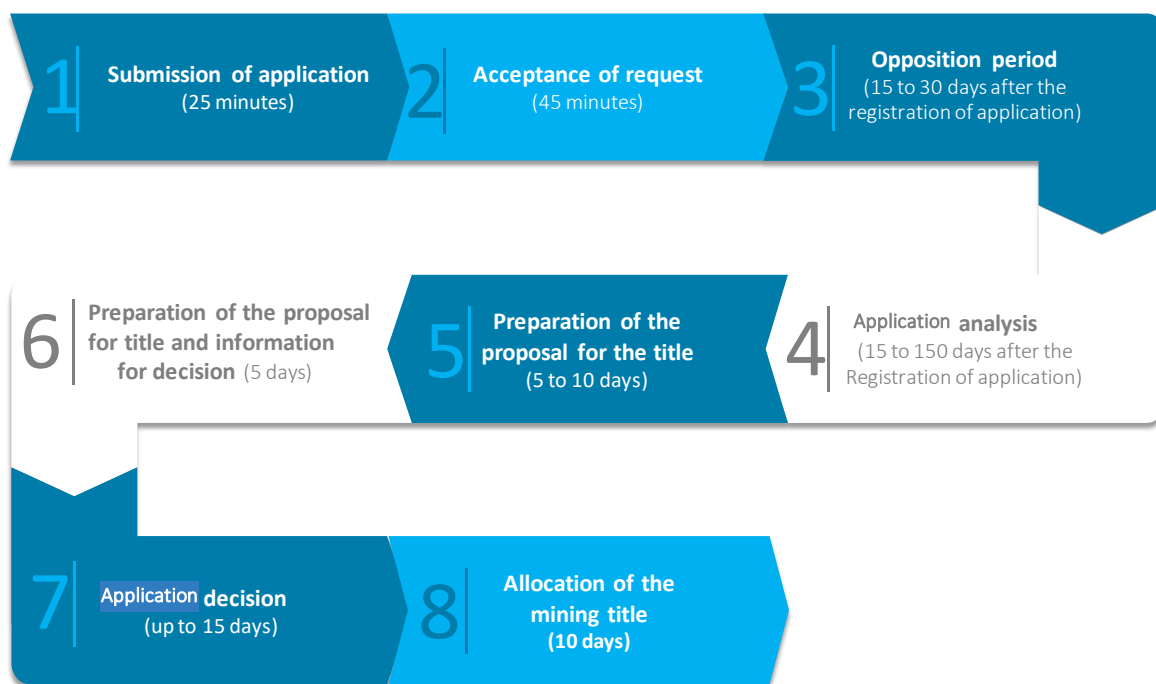 1
Submission of application
(25 minutes)
2
Acceptance of request
(45 minutes)
3
Opposition period
(15 to 30 days after the
registration of application)
4
Application analysis
(15 to 150 days after the
Registration of application)
5
Preparation of the
proposal for the title
(5 to 10 days)
6
Preparation of the proposal
for title and information
for decision (5 days)
7
Application decision
(up to 15 days)
8
Allocation of the
mining title
(10 days)